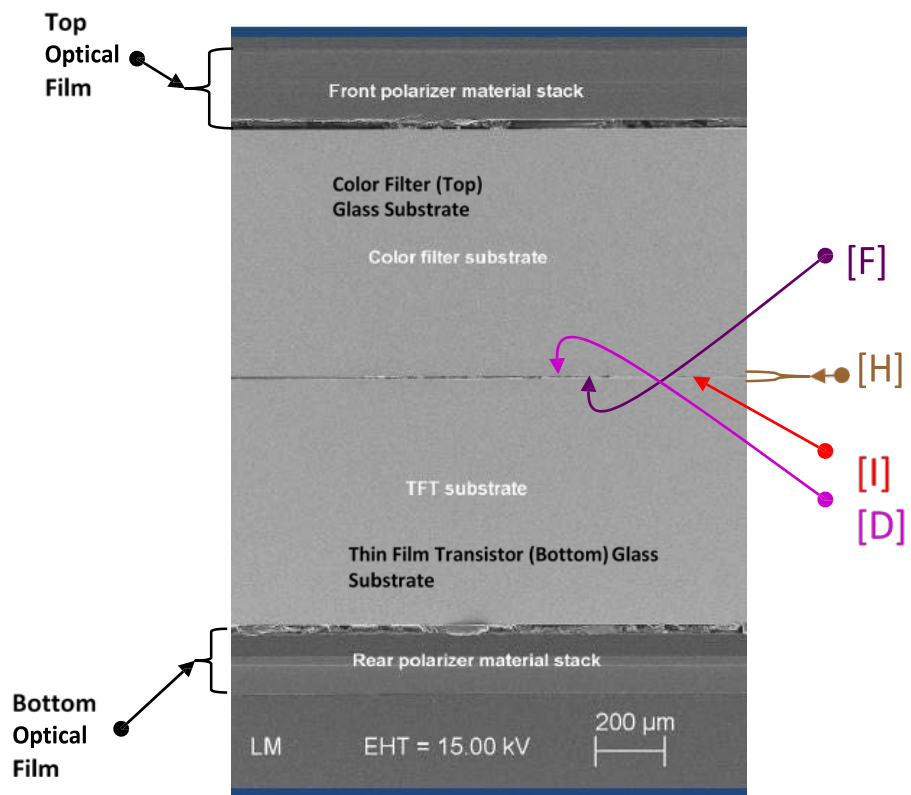 Top
Optical
Film
Front polarizer material stack
Color Filter (Top)
Glass Substrate
Color filter substrate
[F]
[H]
[I]
[D]
TFT substrate
Thin Film Transistor (Bottom) Glass
Substrate
Rear polarizer material stack
Bottom
Optical
Film
LM
EHT = 15.00 kV
200 µm